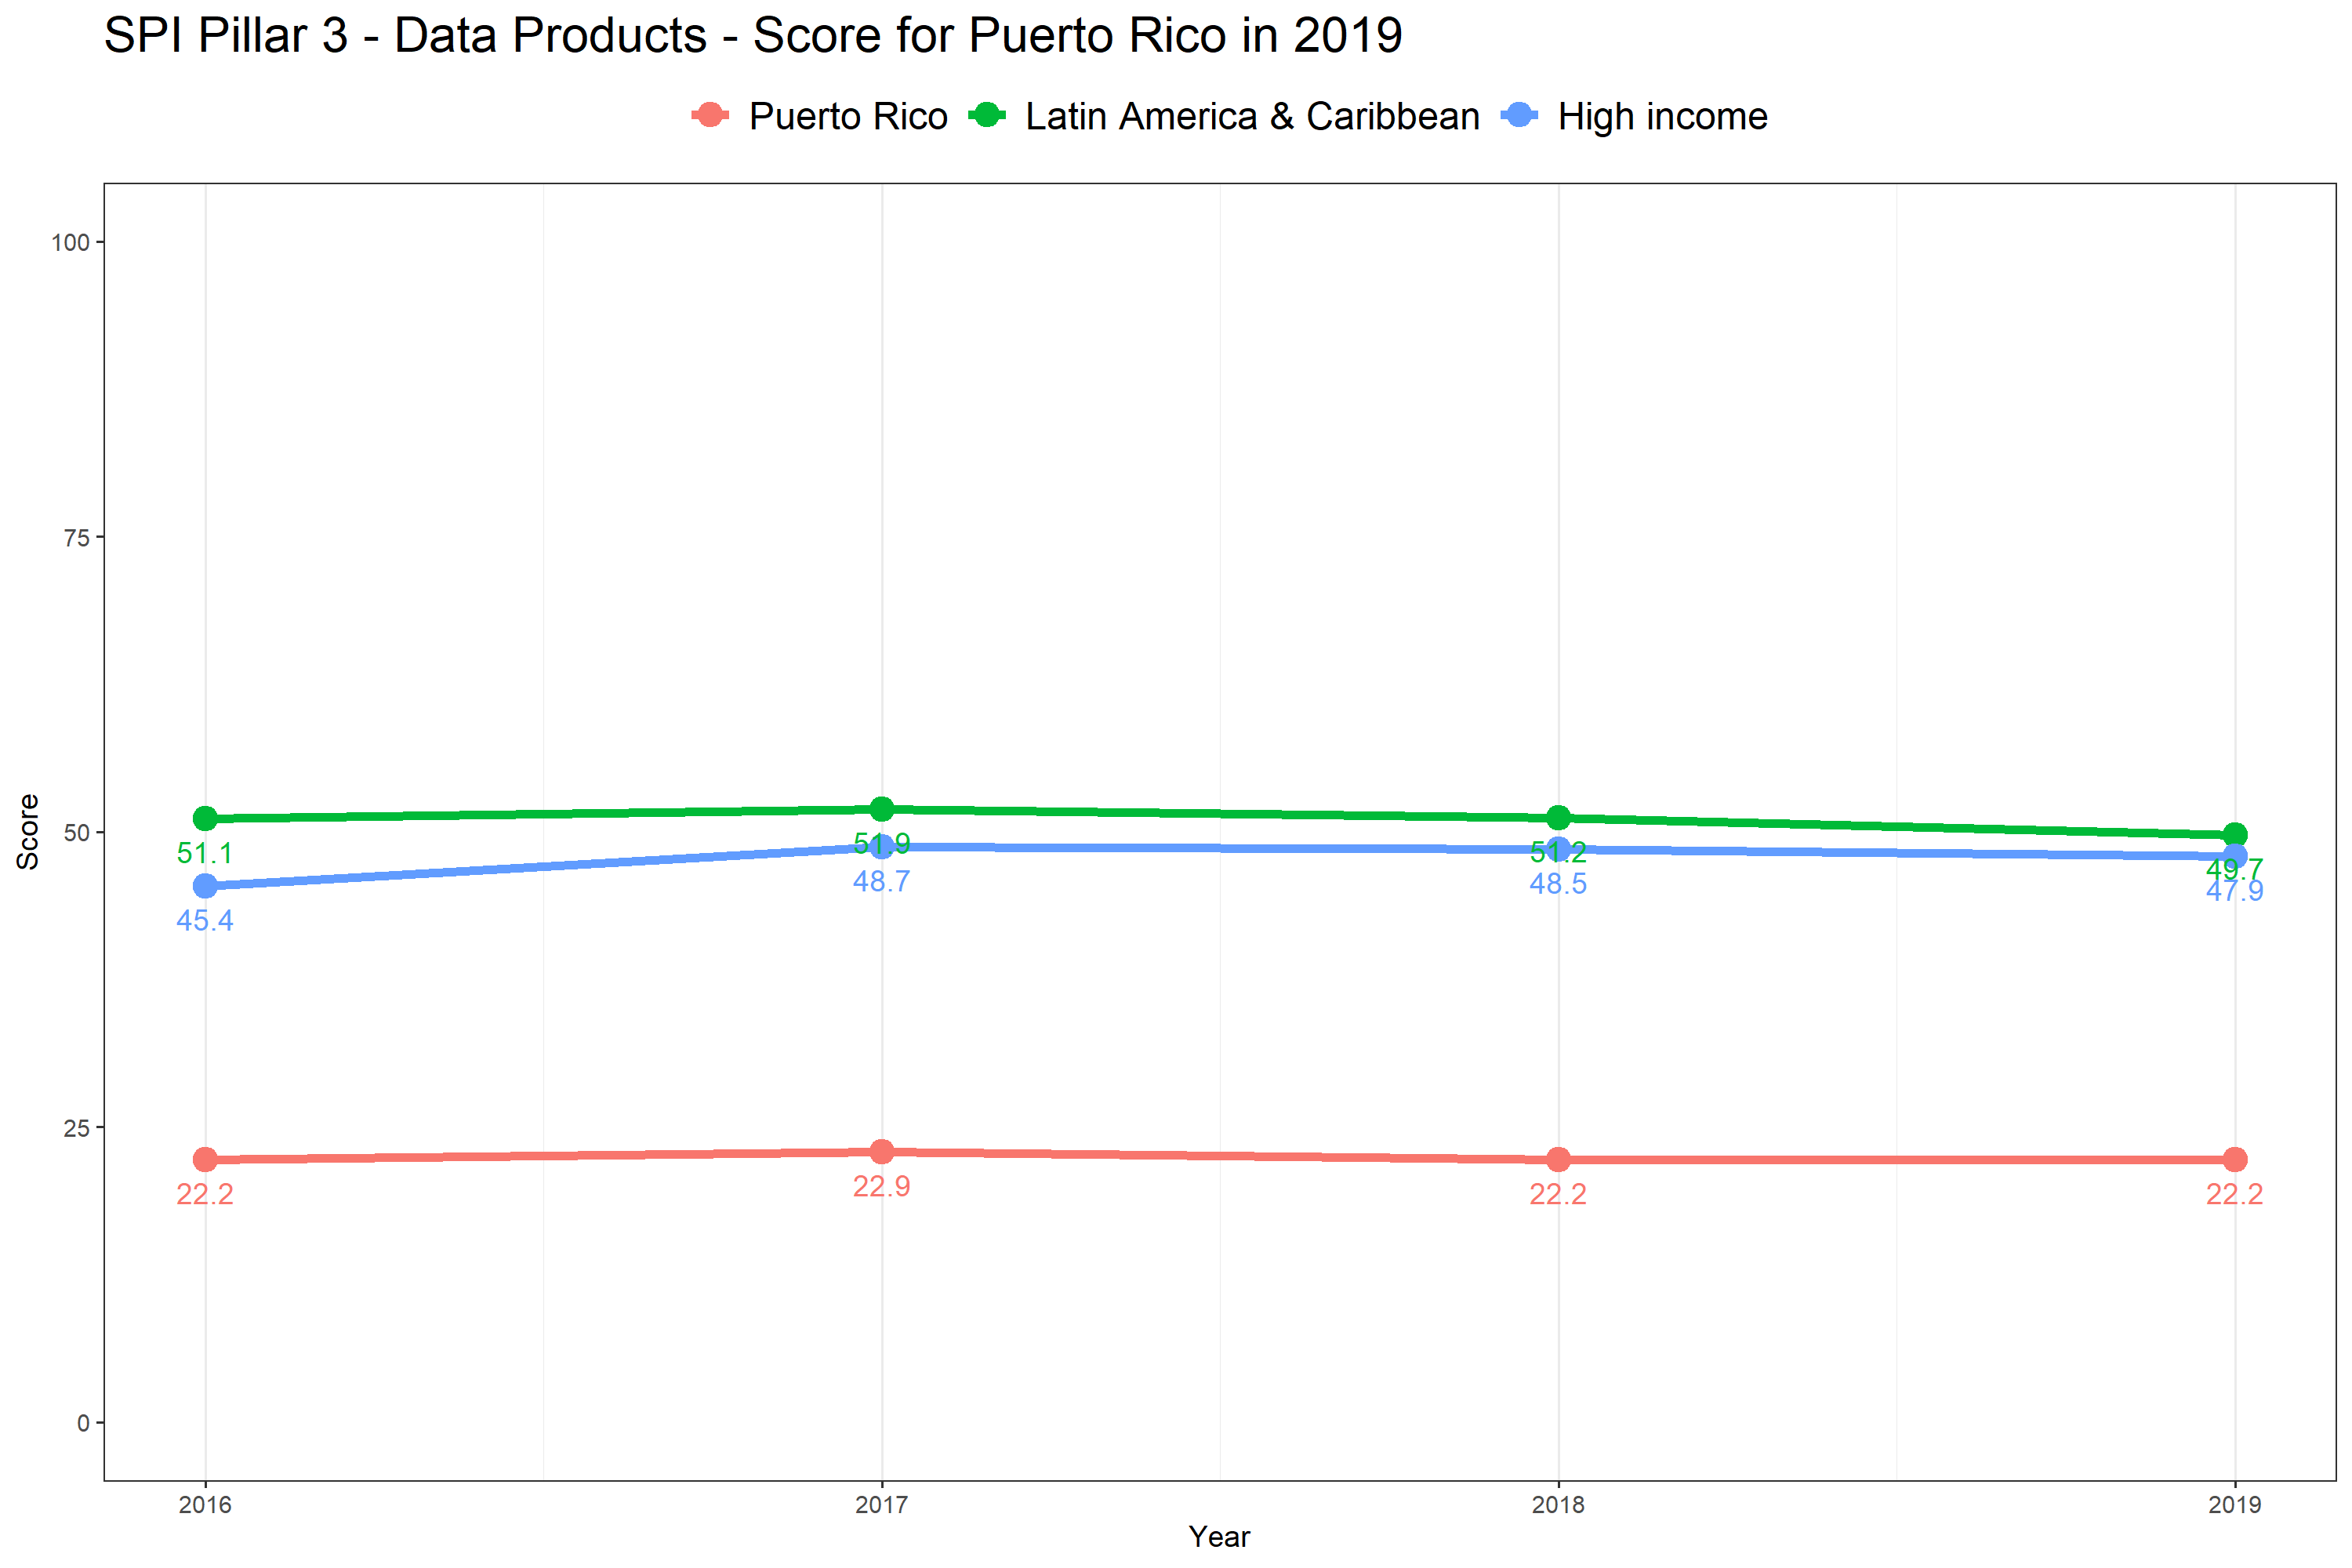 SPI Pillar 3 - Data Products - Score for Puerto Rico in 2019
Puerto Rico Latin America & Caribbean High income
100
75
50
25
0
Score
51.1 51.9 51.2 49.7
45.4 48.7 48.5 47.9
22.2 22.9 22.2 22.2
2016 2017 2018 2019
Year